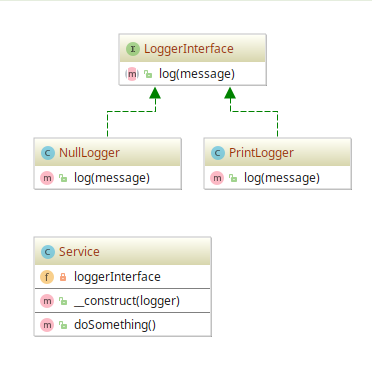 I LoggerInterface
m log(message)
C NullLogger
m log(message)
C PrintLogger
m log(message)
C Service
f loggerInterface
m __construct(logger)
m doSomething()